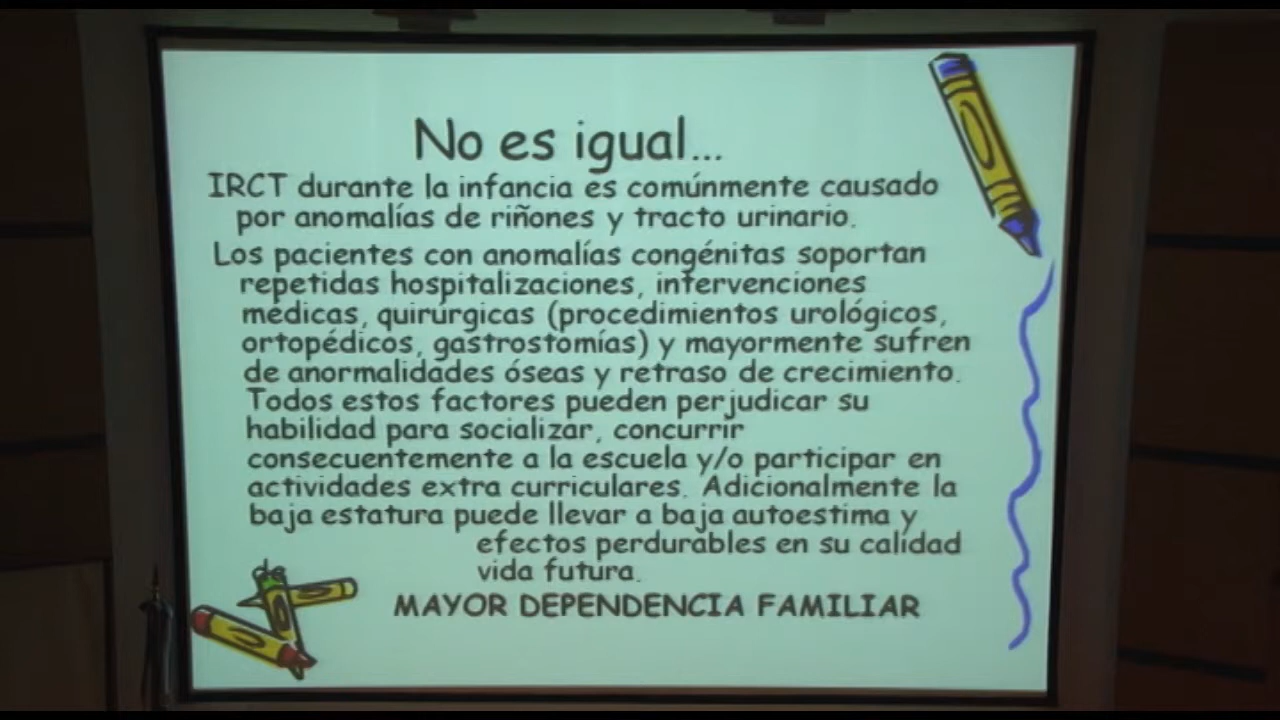 No es igual...
IRCT durante la infancia es comúnmente causado
por anomalías de riñones y tracto urinario.
Los pacientes con anomalías congénitas soportan
repetidas hospitalizaciones, intervenciones
médicas, quirúrgicas (procedimientos urológicos,
ortopédicos, gastrostomías) y mayormente sufren
de anormalidades óseas y retraso de crecimiento.
Todos estos factores pueden perjudicar su
habilidad para socializar, concurrir
consecuentemente a la escuela y/o participar en
actividades extra curriculares. Adicionalmente la
baja estatura puede llevar a baja autoestima y
efectos perdurables en su calidad
de vida futura.
MAYOR DEPENDENCIA FAMILIAR